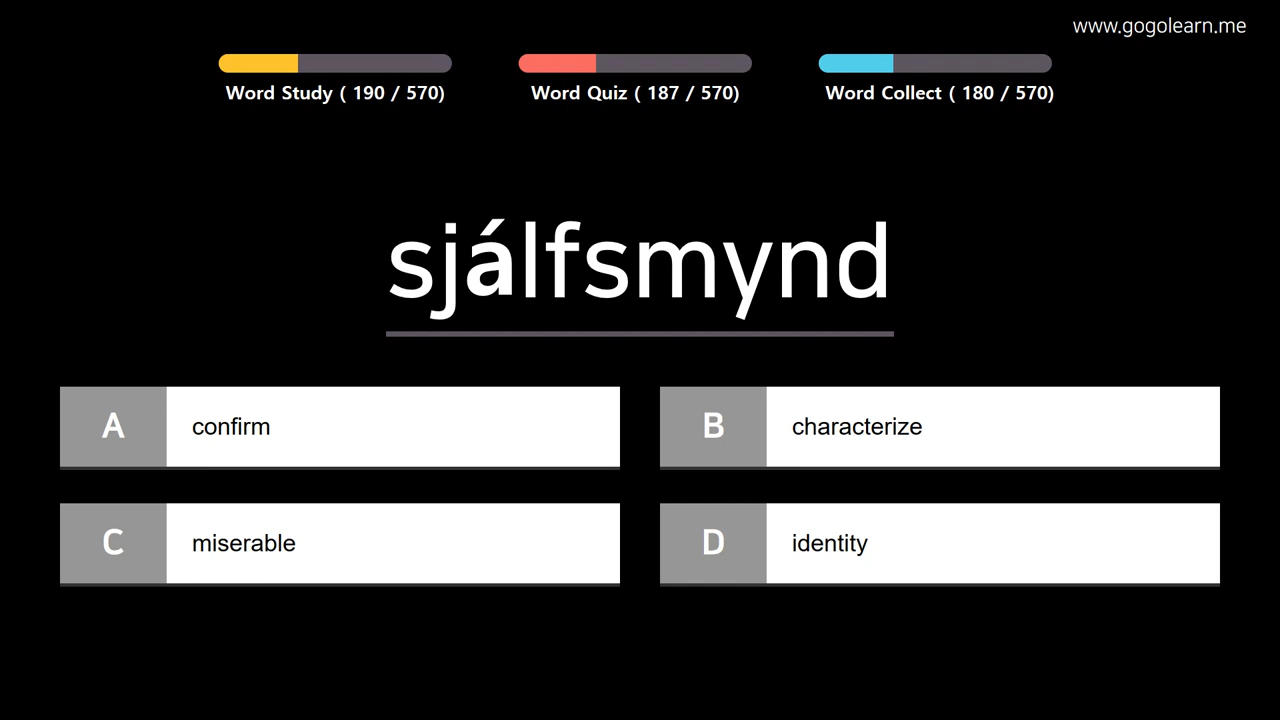 www.gogolearn.me
Word Study ( 190 / 570)
Word Quiz ( 187 / 570)
Word Collect ( 180 / 570)
sjálfsmynd
A confirm
B characterize
C miserable
D identity